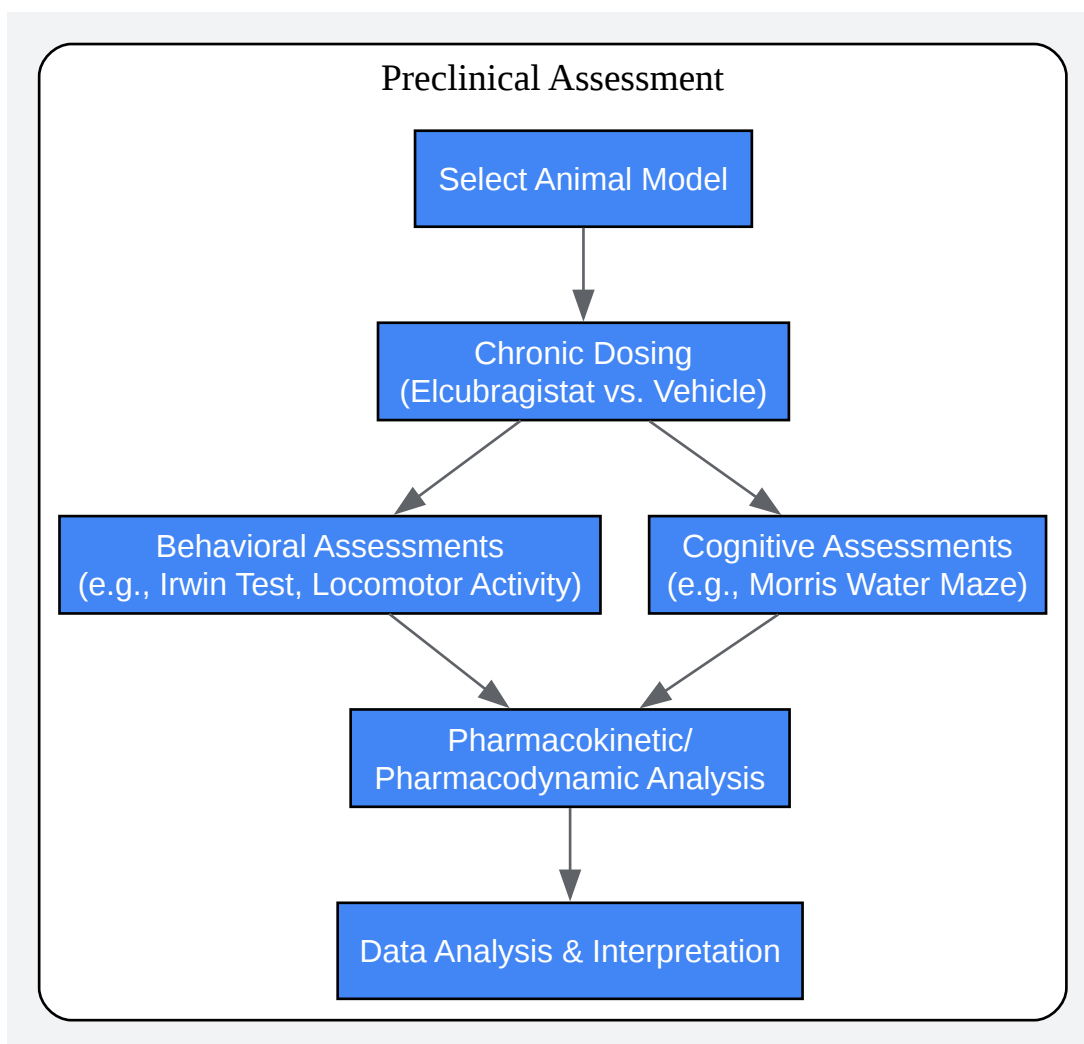 Preclinical Assessment
Select Animal Model
Chronic Dosing
(Elcubragistat vs. Vehicle)
Behavioral Assessments
(e.g., Irwin Test, Locomotor Activity)
Cognitive Assessments
(e.g., Morris Water Maze)
Pharmacokinetic/
Pharmacodynamic Analysis
Data Analysis & Interpretation